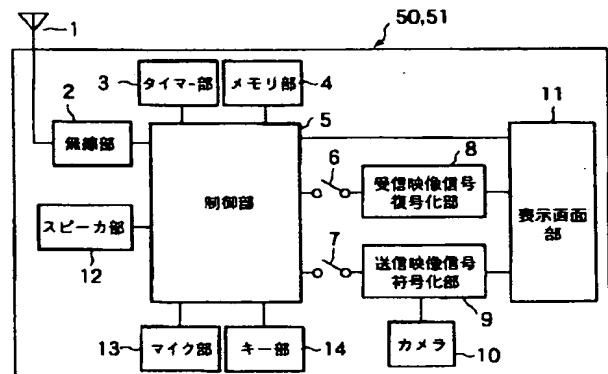 50,51
1
3
タイマー部
メモリ部
4
2
無線部
5
11
制御部
6
8
受信映像信号
復号化部
表示画面
部
スピーカ部
12
7
送信映像信号
符号化部
9
13
マイク部
キー部
14
カメラ
10